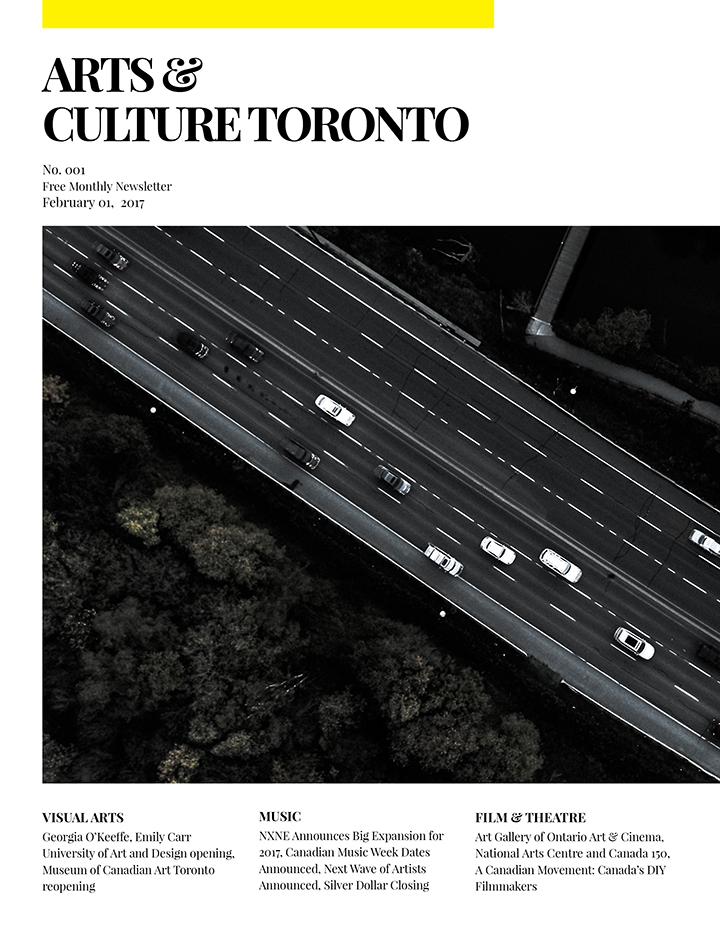 ARTS &
CULTURE TORONTO
No. 001
Free Monthly Newsletter
February 01, 2017
VISUAL ARTS
Georgia O'Keeffe, Emily Carr
University of Art and Design opening,
Museum of Canadian Art Toronto
reopening
MUSIC
NXNE Announces Big Expansion for
2017, Canadian Music Week Dates
Announced, Next Wave of Artists
Announced, Silver Dollar Closing
FILM & THEATRE
Art Gallery of Ontario Art & Cinema,
National Arts Centre and Canada 150,
A Canadian Movement: Canada's DIY
Filmmakers